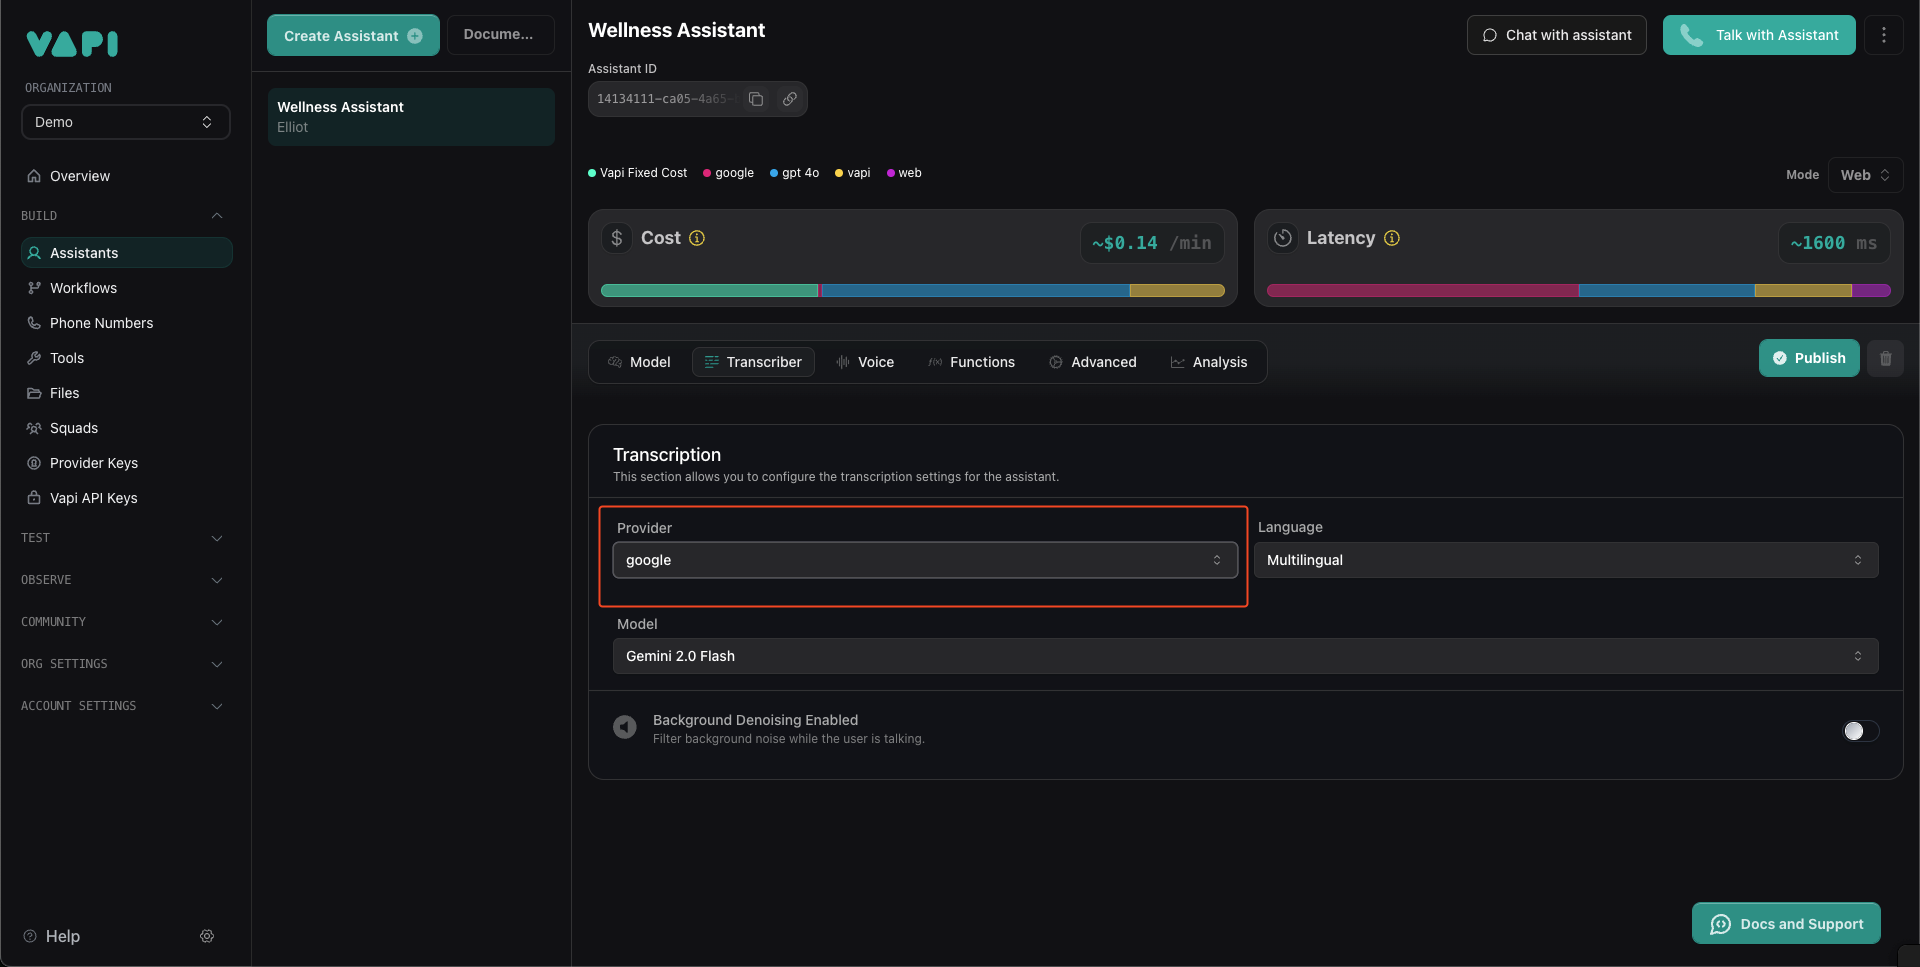 VAPI
ORGANIZATION
Demo
Overview
BUILD
Assistants
Workflows
Phone Numbers
Tools
Files
Squads
Provider Keys
Vapi API Keys
TEST
OBSERVE
COMMUNITY
ORG SETTINGS
ACCOUNT SETTINGS
Help
Create Assistant
Docume...
Wellness Assistant
Elliot
Wellness Assistant
Chat with assistant
Talk with Assistant
Assistant ID
14134111-ca05-4a65-
Vapi Fixed Cost google gpt 4o vapi web
Mode Web
Cost ~$0.14 /min
Latency ~1600 ms
Model Transcriber Voice Functions Advanced Analysis
Publish
Transcription
This section allows you to configure the transcription settings for the assistant.
Provider
google
Language
Multilingual
Model
Gemini 2.0 Flash
Background Denoising Enabled
Filter background noise while the user is talking.
Docs and Support